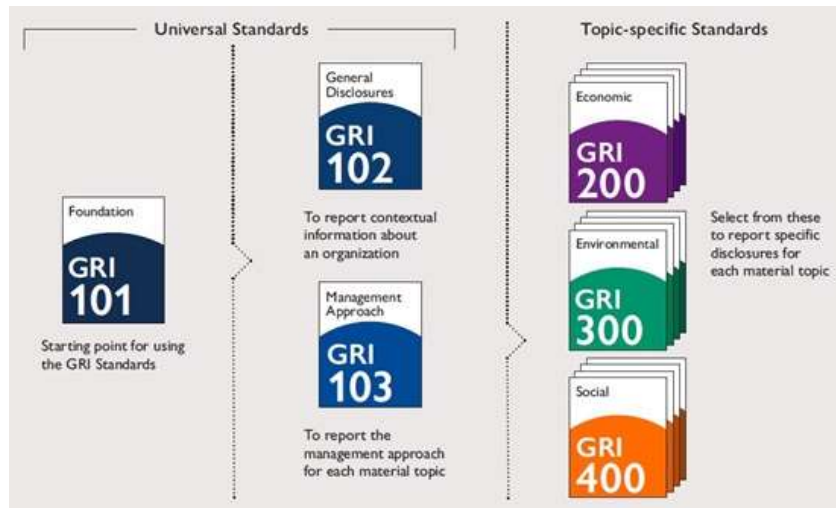 Universal Standards
Topic-specific Standards
Foundation
GRI
101
Starting point for using
the GRI Standards
General
Disclosures
GRI
102
To report contextual
information about
an organization
Management
Approach
GRI
103
To report the
management approach
for each material topic
Economic
GRI
200
Environmental
GRI
300
Social
GRI
400
Select from these
to report specific
disclosures for
each material topic